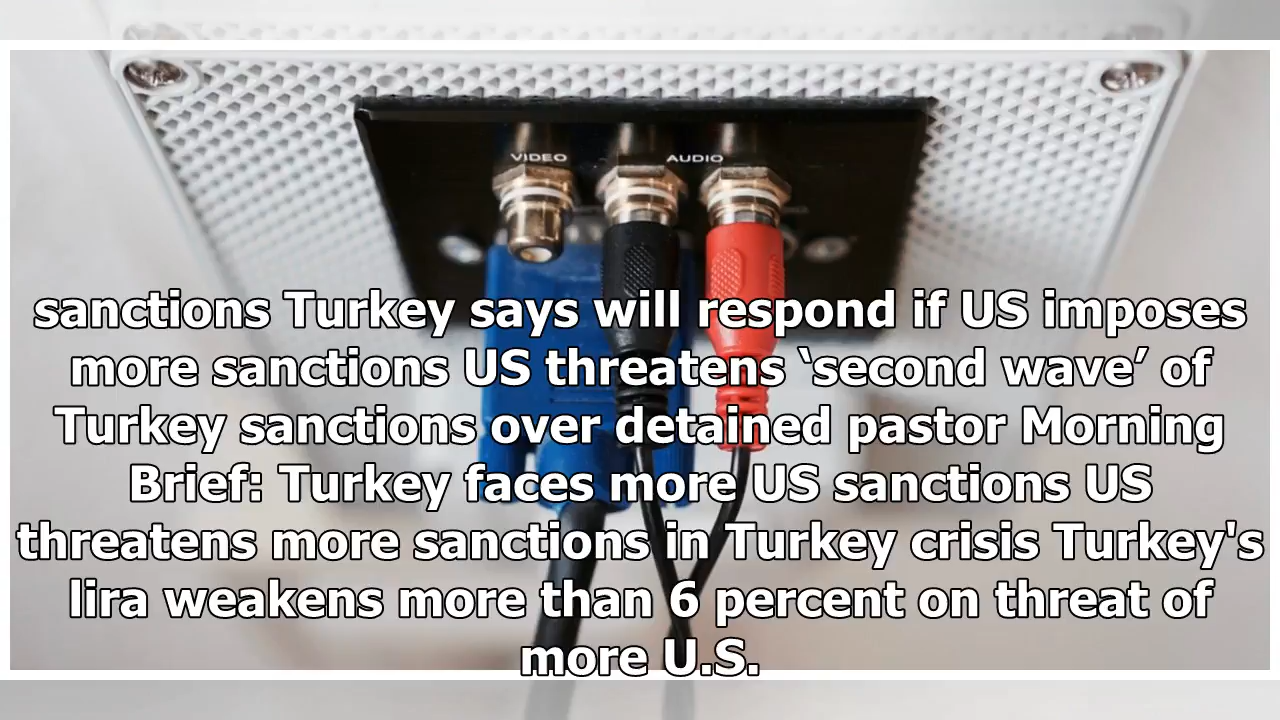 VIDEO
AUDIO
sanctions Turkey says will respond if US imposes
more sanctions US threatens ‘second wave’ of
Turkey sanctions over detained pastor Morning
Brief: Turkey faces more US sanctions US
threatens more sanctions in Turkey crisis Turkey's
lira weakens more than 6 percent on threat of
more U.S.